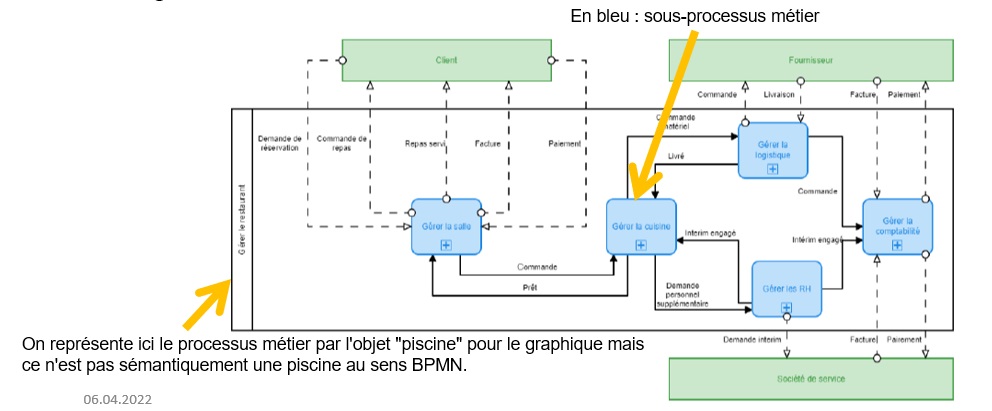 En bleu : sous-processus métier
Client
Fournisseur
Commande
Livraison
Facture
Paiement
Demande de
réservation
Commande de
repas
Repas servi
Facture
Paiement
Commande
matériel
Livré
Gérer la
logistique
Commande
Gérer le restaurant
Gérer la salle
Gérer la cuisine
Gérer la
comptabilité
Interim engagé
Intérim engagé
Commande
Prêt
Demande
personnel
supplémentaire
Gérer les RH
Demande interim
Facture
Paiement
Société de service
On représente ici le processus métier par l'objet "piscine" pour le graphique mais
ce n'est pas sémantiquement une piscine au sens BPMN.
06.04.2022